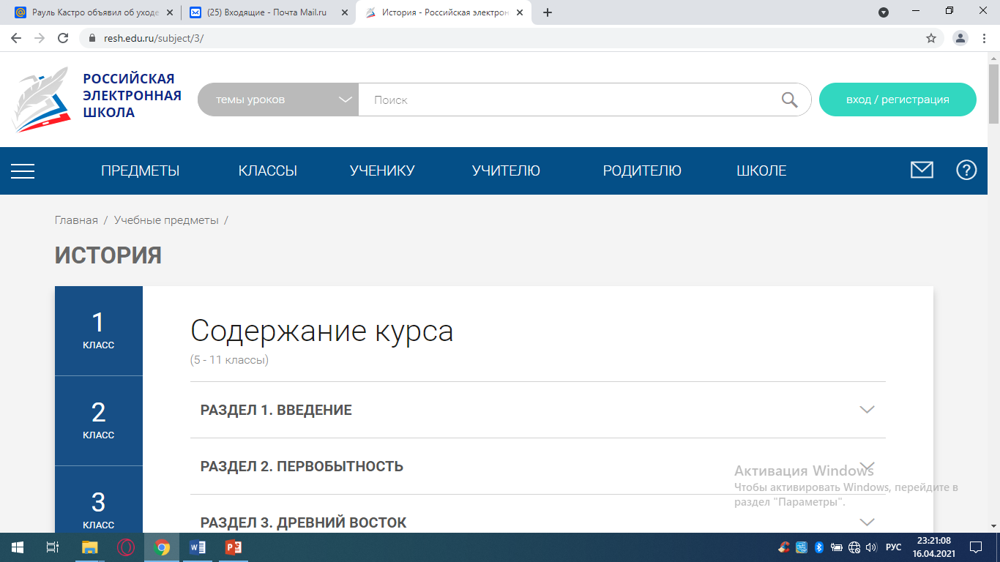 Рауль Кастро объявил об уходе
(25) Входящие - Почта Mail.ru
История - Российская электрон
resh.edu.ru/subject/3/
РОССИЙСКАЯ
ЭЛЕКТРОННАЯ
ШКОЛА
темы уроков
Поиск
вход / регистрация
ПРЕДМЕТЫ
КЛАССЫ
УЧЕНИКУ
УЧИТЕЛЮ
РОДИТЕЛЮ
ШКОЛЕ
Главная / Учебные предметы /
ИСТОРИЯ
1
КЛАСС
2
КЛАСС
3
КЛАСС
Содержание курса
(5 - 11 классы)
РАЗДЕЛ 1. ВВЕДЕНИЕ
РАЗДЕЛ 2. ПЕРВОБЫТНОСТЬ
РАЗДЕЛ 3. ДРЕВНИЙ ВОСТОК
Активация Windows
Чтобы активировать Windows, перейдите в
раздел "Параметры".
РУС
23:21:08
16.04.2021